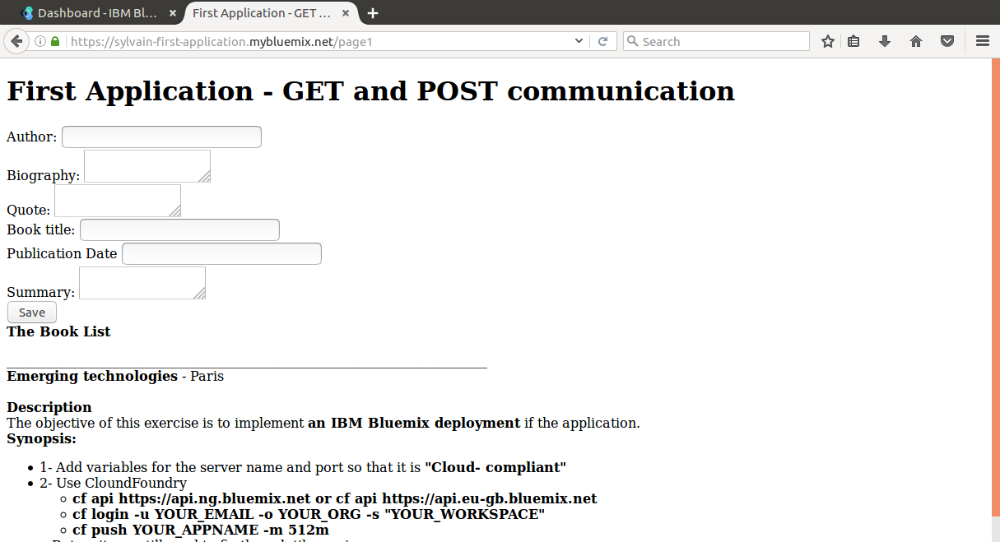 Dashboard - IBM Bl... × First Application - GET ... ×
https://sylvain-first-application.mybluemix.net/page1 Search
First Application - GET and POST communication
Author:
Biography:
Quote:
Book title:
Publication Date
Summary:
Save
The Book List
Emerging technologies - Paris
Description
The objective of this exercise is to implement an IBM Bluemix deployment if the application.
Synopsis:
1- Add variables for the server name and port so that it is "Cloud- compliant"
2- Use CloundFoundry
cf api https://api.ng.bluemix.net or cf api https://api.eu-gb.bluemix.net
cf login -u YOUR_EMAIL -o YOUR_ORG -s "YOUR_WORKSPACE"
cf push YOUR_APPNAME -m 512m